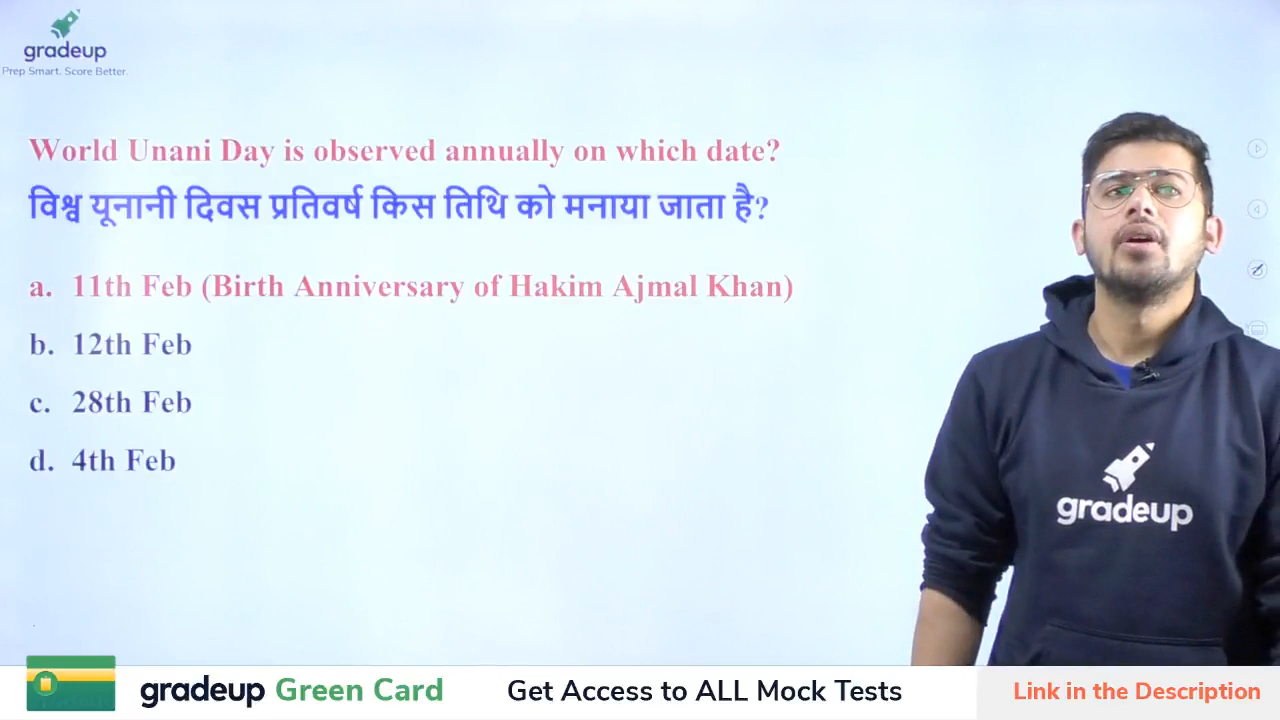 gradeup
Prep Smart. Score Better.
World Unani Day is observed annually on which date?
विश्व यूनानी दिवस प्रतिवर्ष किस तिथि को मनाया जाता है?
a. 11th Feb (Birth Anniversary of Hakim Ajmal Khan)
b. 12th Feb
c. 28th Feb
d. 4th Feb
gradeup
gradeup Green Card Get Access to ALL Mock Tests Link in the Description